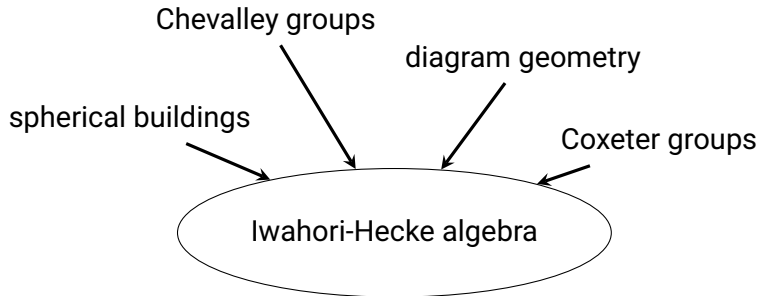 Chevalley groups
diagram geometry
spherical buildings
Coxeter groups
Iwahori-Hecke algebra